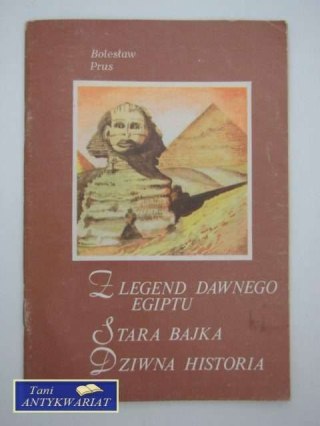 Bolesław
Prus
Z LEGEND DAWNEGO
EGIPTU
STARA BAJKA
DZIWNA HISTORIA
Tani
ANTYKWARIAT